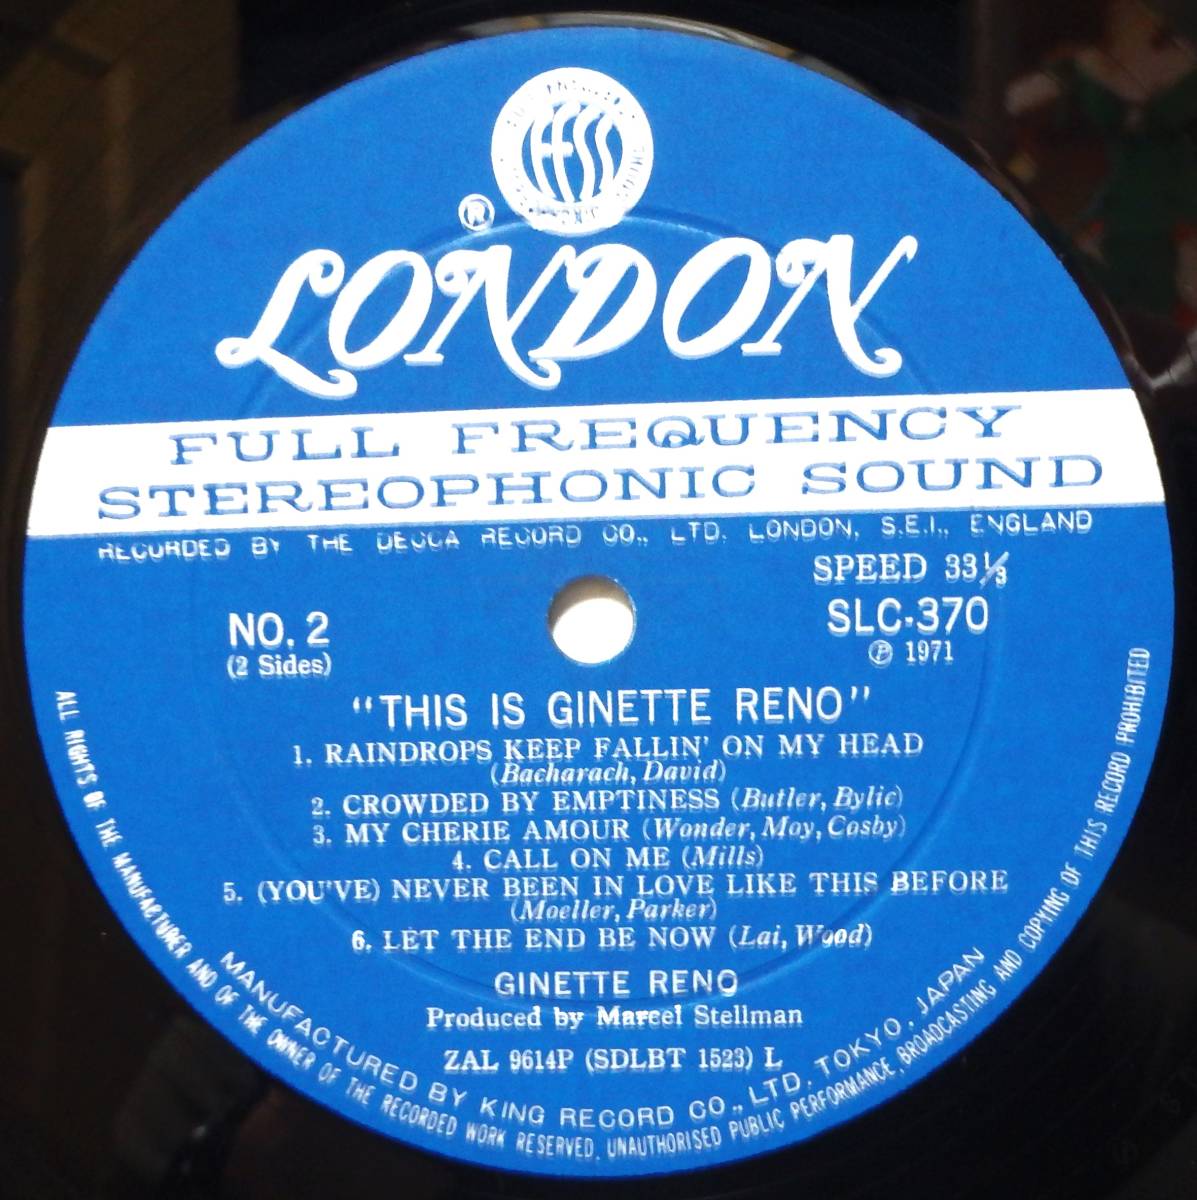 FFSS
®
LONDON
FULL FREQUENCY
STEREOPHONIC SOUND
RECORDED BY THE DECCA RECORD CO., LTD. LONDON, S.E.I., ENGLAND
SPEED 33⅓
NO. 2
SLC·370
(2 Sides)
Ⓟ 1971
"THIS IS GINETTE RENO"
1. RAINDROPS KEEP FALLIN' ON MY HEAD
(Bacharach, David)
2. CROWDED BY EMPTINESS (Butler, Bylic)
3. MY CHERIE AMOUR (Wonder, Moy, Cosby)
4. CALL ON ME (Mills)
5. (YOU'VE) NEVER BEEN IN LOVE LIKE THIS BEFORE
(Moeller, Parker)
6. LET THE END BE NOW (Lai, Wood)
GINETTE RENO
Produced by Marcel Stellman
ZAL 9614P (SDLBT 1523) L
MANUFACTURED BY KING RECORD CO., LTD. TOKYO, JAPAN
ALL RIGHTS OF THE MANUFACTURER AND OF THE OWNER OF THE RECORDED WORK RESERVED. UNAUTHORISED PUBLIC PERFORMANCE, BROADCASTING AND COPYING OF THIS RECORD PROHIBITED